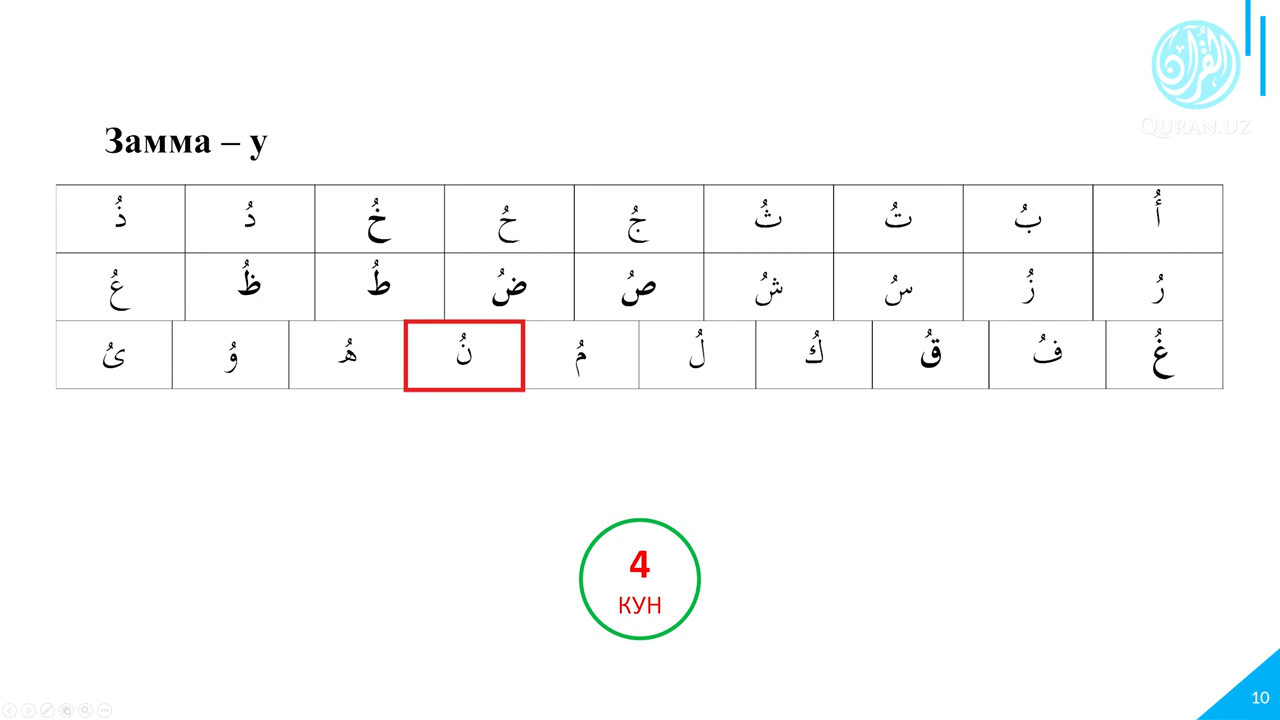 QURAN.UZ
Замма – у
أُ بُ تُ ثُ جُ حُ خُ دُ ذُ
رُ زُ سُ شُ صُ ضُ طُ ظُ عُ
غُ فُ قُ كُ لُ مُ نُ هُ وُ ىُ
4
КУН
10